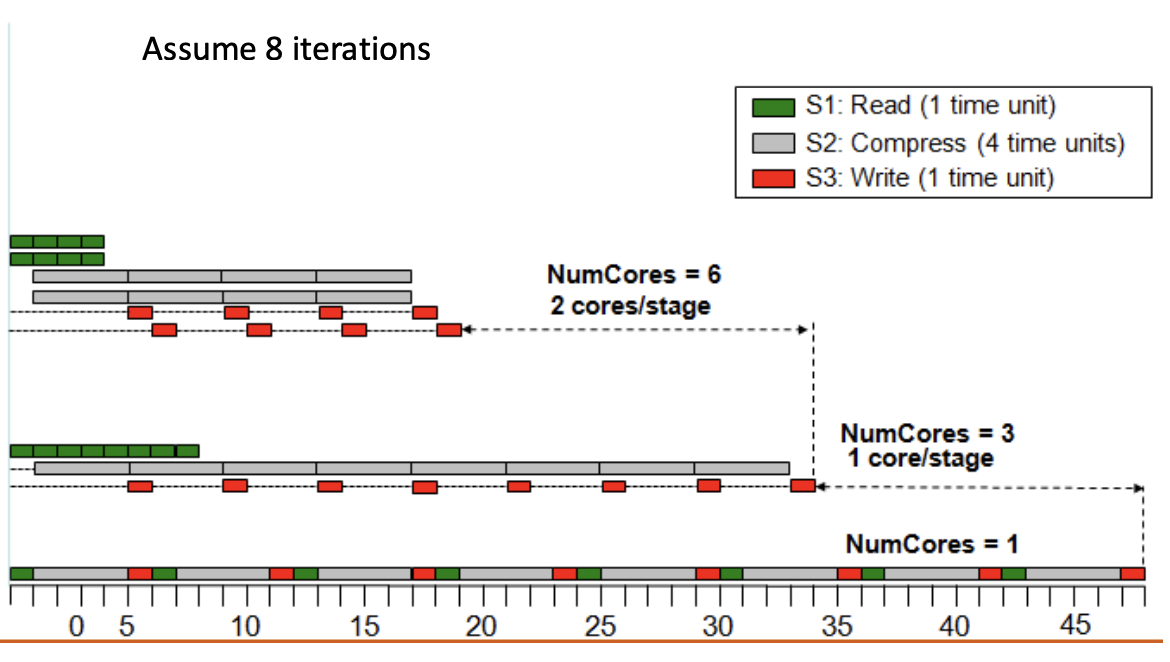 Assume 8 iterations
S1: Read (1 time unit)
S2: Compress (4 time units)
S3: Write (1 time unit)
NumCores = 6
2 cores/stage
NumCores = 3
1 core/stage
NumCores = 1
0 5 10 15 20 25 30 35 40 45